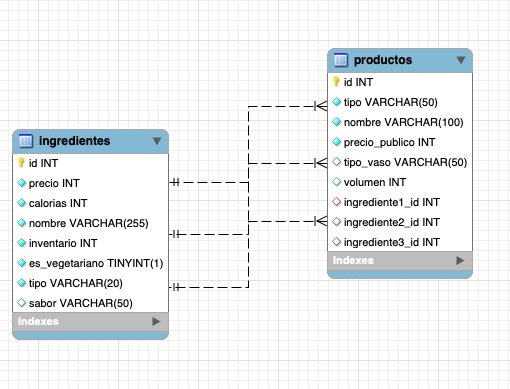 ingredientes
id INT
precio INT
calorias INT
nombre VARCHAR(255)
inventario INT
es_vegetariano TINYINT(1)
tipo VARCHAR(20)
sabor VARCHAR(50)
Indexes
productos
id INT
tipo VARCHAR(50)
nombre VARCHAR(100)
precio_publico INT
tipo_vaso VARCHAR(50)
volumen INT
ingrediente1_id INT
ingrediente2_id INT
ingrediente3_id INT
Indexes